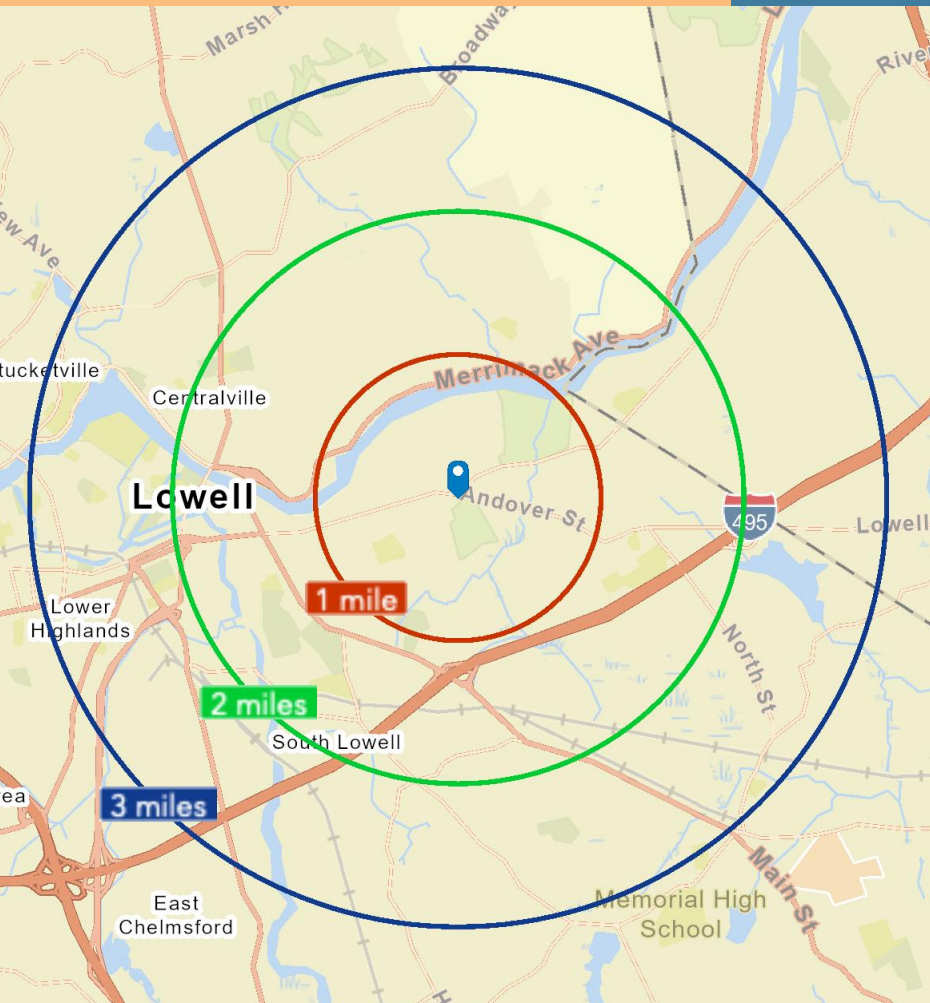 Marsh H
Broadway
River
ew Ave
Merrimack Ave
tucketville
Centralville
Lowell
Andover St
495
Lowell
1 mile
Lower
Highlands
North St
2 miles
South Lowell
3 miles
ea
Main St
East
Chelmsford
Memorial High
School
H